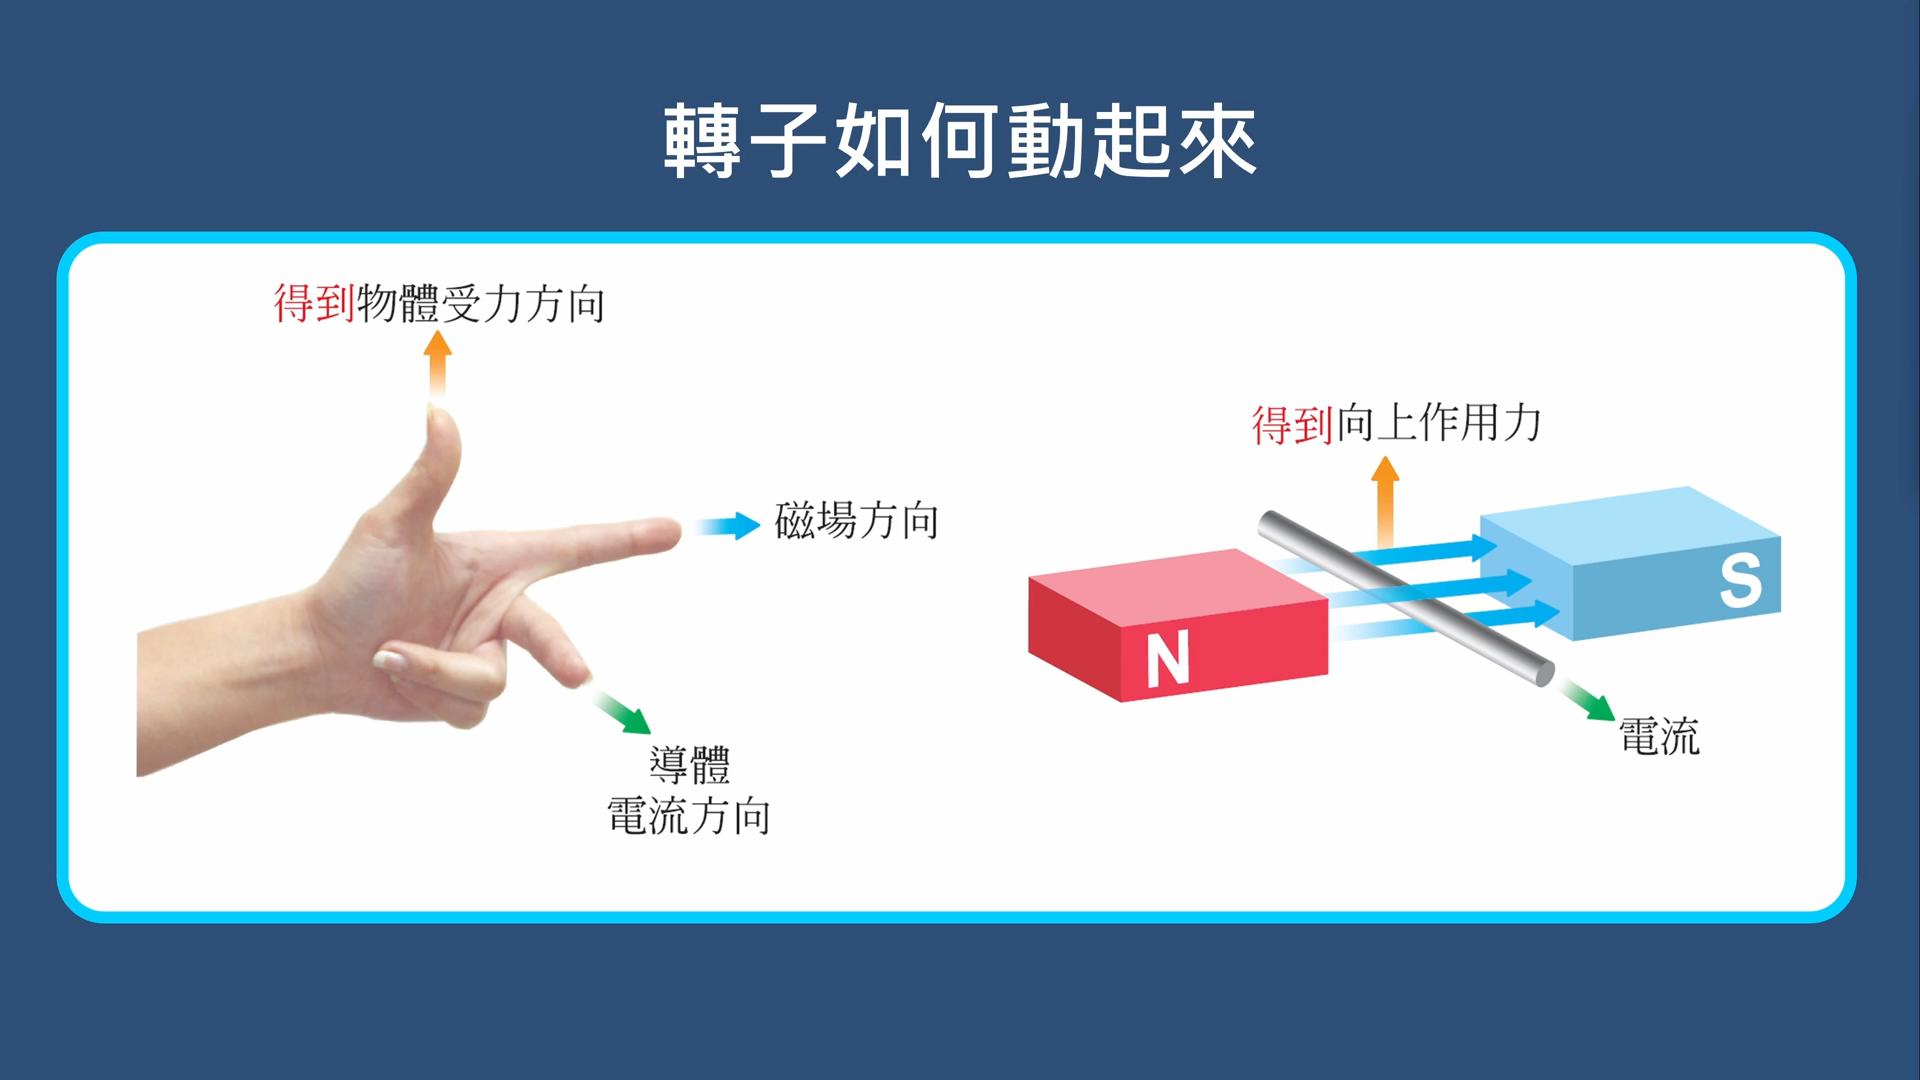 轉子如何動起來
得到物體受力方向
磁場方向
導體
電流方向
得到向上作用力
N
S
電流